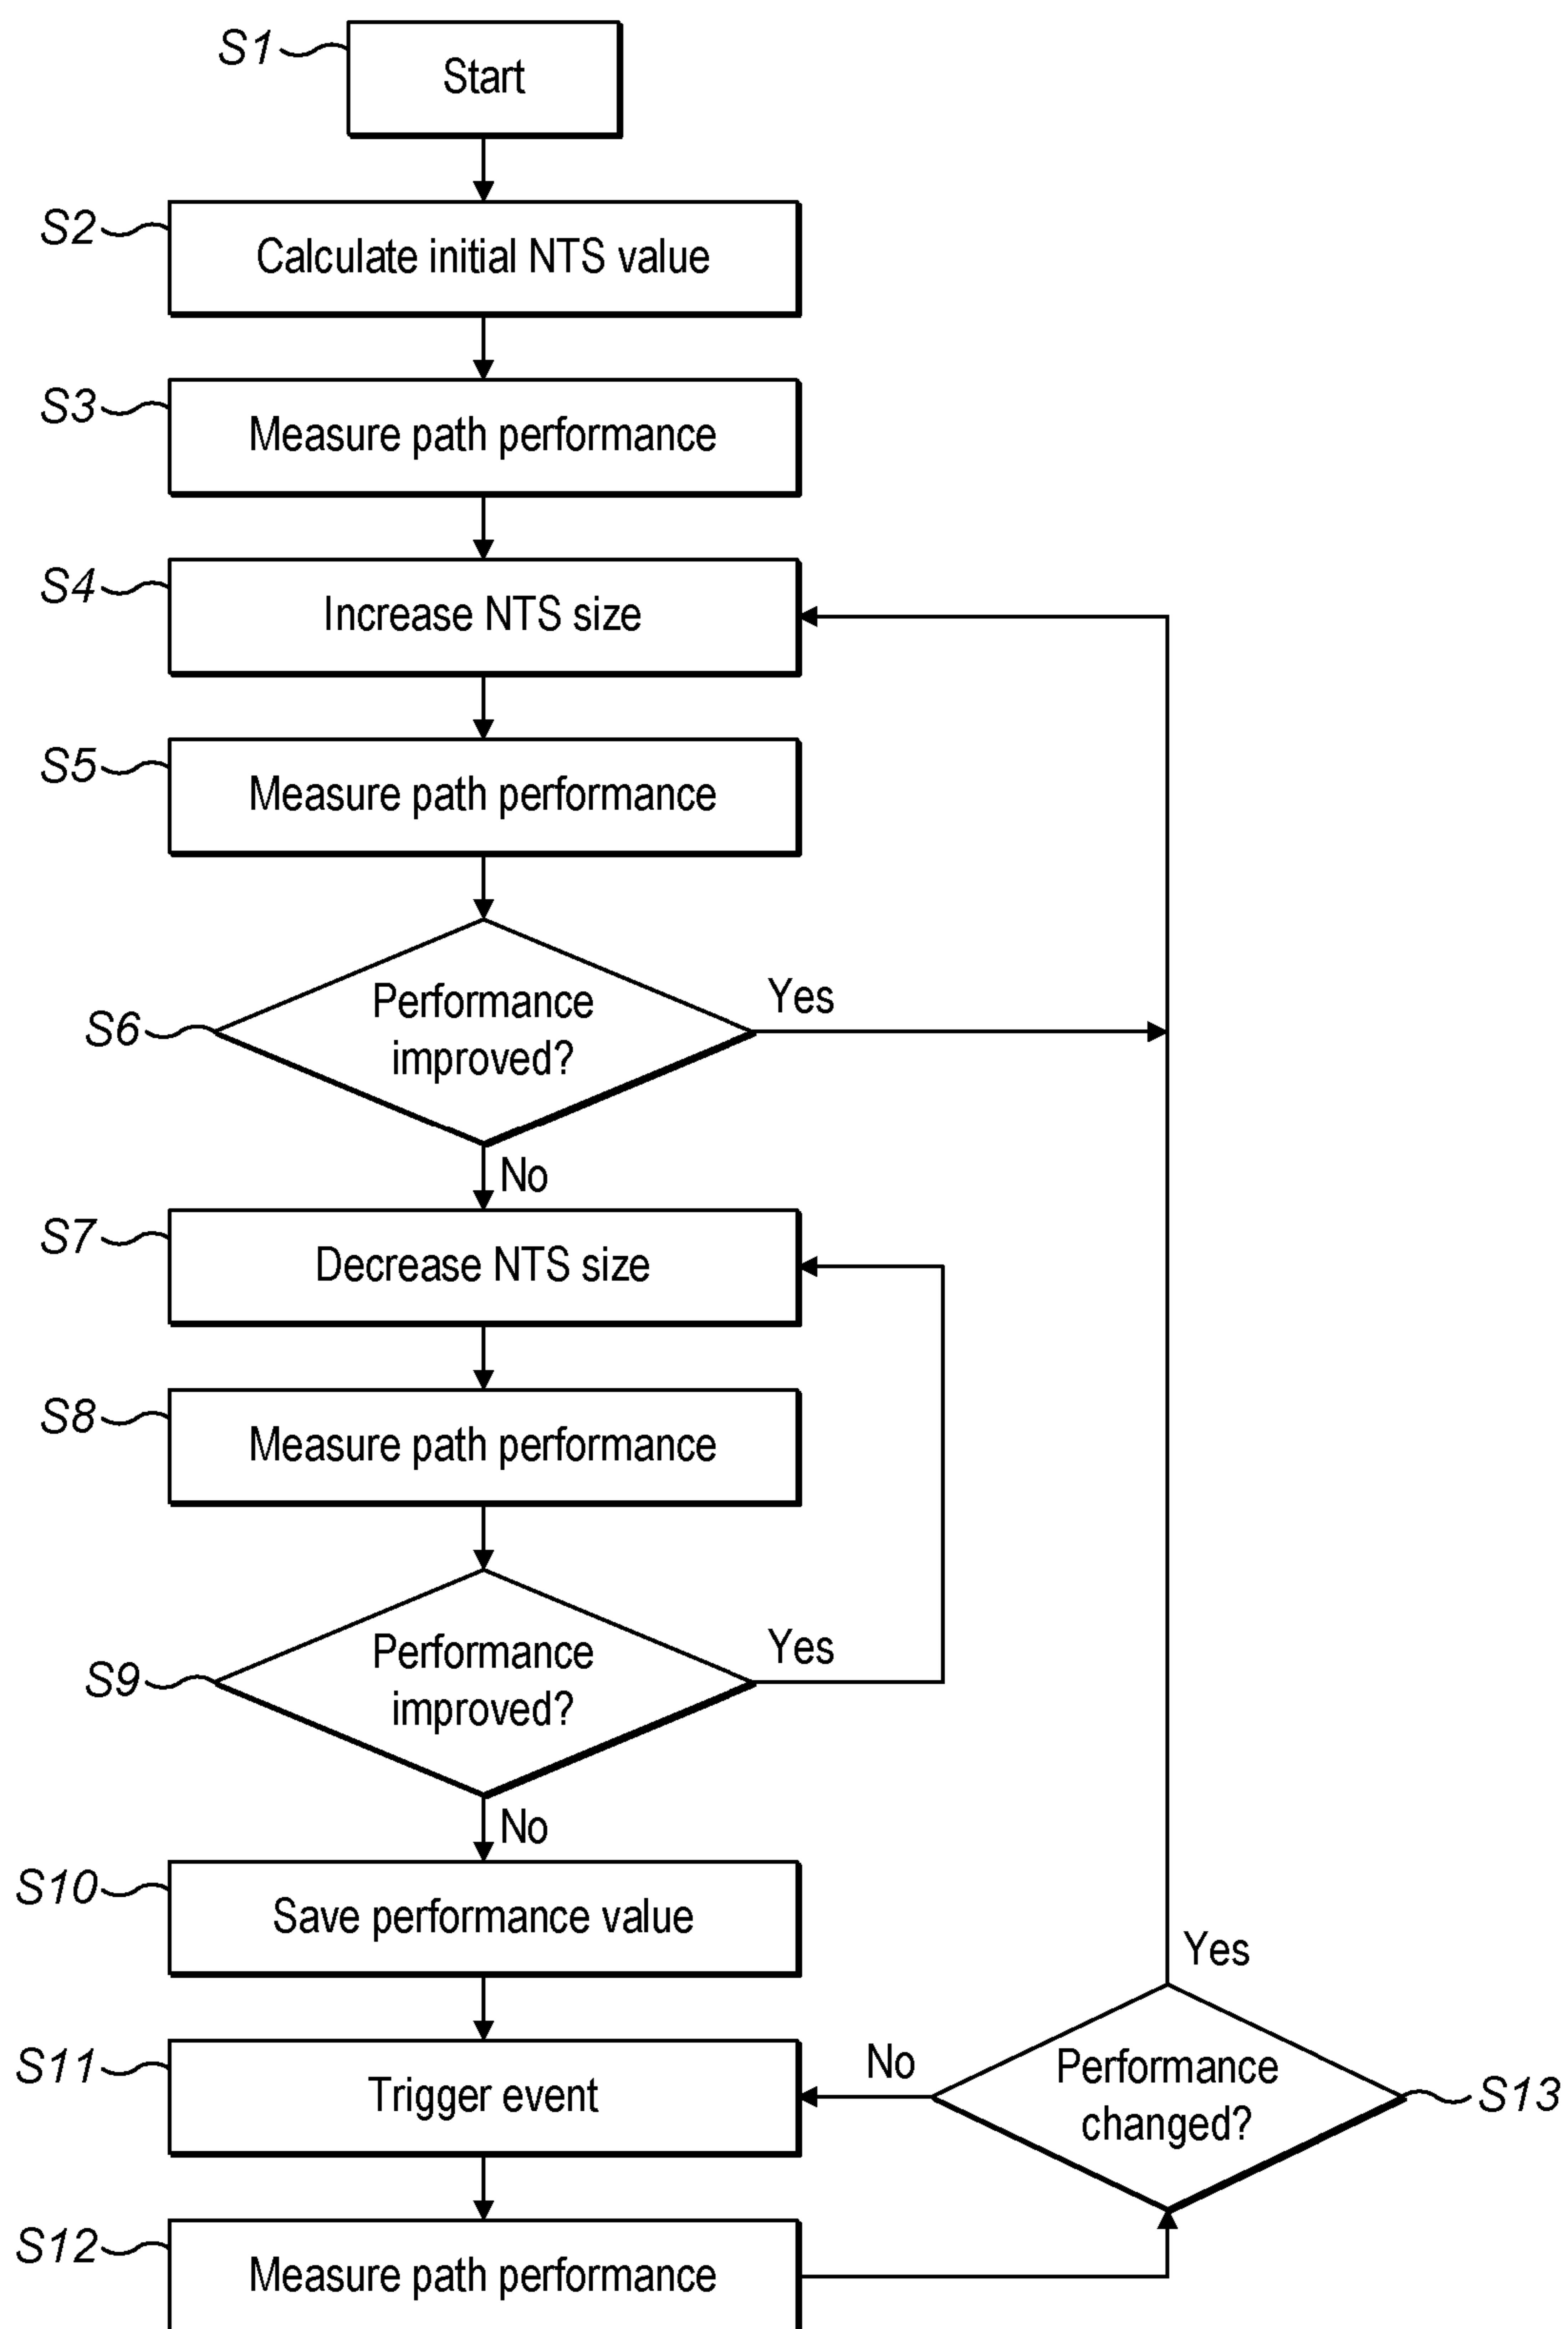 S1
Start
S2
Calculate initial NTS value
S3
Measure path performance
S4
Increase NTS size
S5
Measure path performance
S6
Performance
improved?
Yes
No
S7
Decrease NTS size
S8
Measure path performance
S9
Performance
improved?
Yes
No
S10
Save performance value
S11
Trigger event
S12
Measure path performance
Yes
No
Performance
changed?
S13